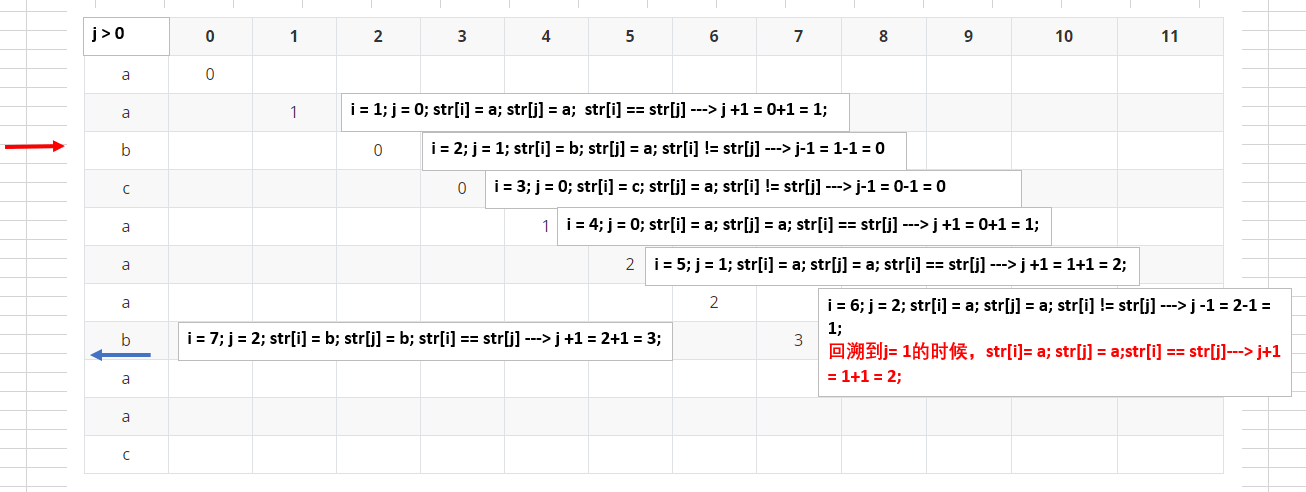 j > 0 0 1 2 3 4 5 6 7 8 9 10 11
a 0
a 1 i = 1; j = 0; str[i] = a; str[j] = a; str[i] == str[j] ---> j +1 = 0+1 = 1;
b 0 i = 2; j = 1; str[i] = b; str[j] = a; str[i] != str[j] ---> j-1 = 1-1 = 0
c 0 i = 3; j = 0; str[i] = c; str[j] = a; str[i] != str[j] ---> j-1 = 0-1 = 0
a 1 i = 4; j = 0; str[i] = a; str[j] = a; str[i] == str[j] ---> j +1 = 0+1 = 1;
a 2 i = 5; j = 1; str[i] = a; str[j] = a; str[i] == str[j] ---> j +1 = 1+1 = 2;
a 2 i = 6; j = 2; str[i] = a; str[j] = a; str[i] != str[j] ---> j -1 = 2-1 =
1;
回溯到j= 1的时候，str[i]= a; str[j] = a;str[i] == str[j]---> j+1
= 1+1 = 2;
b i = 7; j = 2; str[i] = b; str[j] = b; str[i] == str[j] ---> j +1 = 2+1 = 3; 3
a
a
c